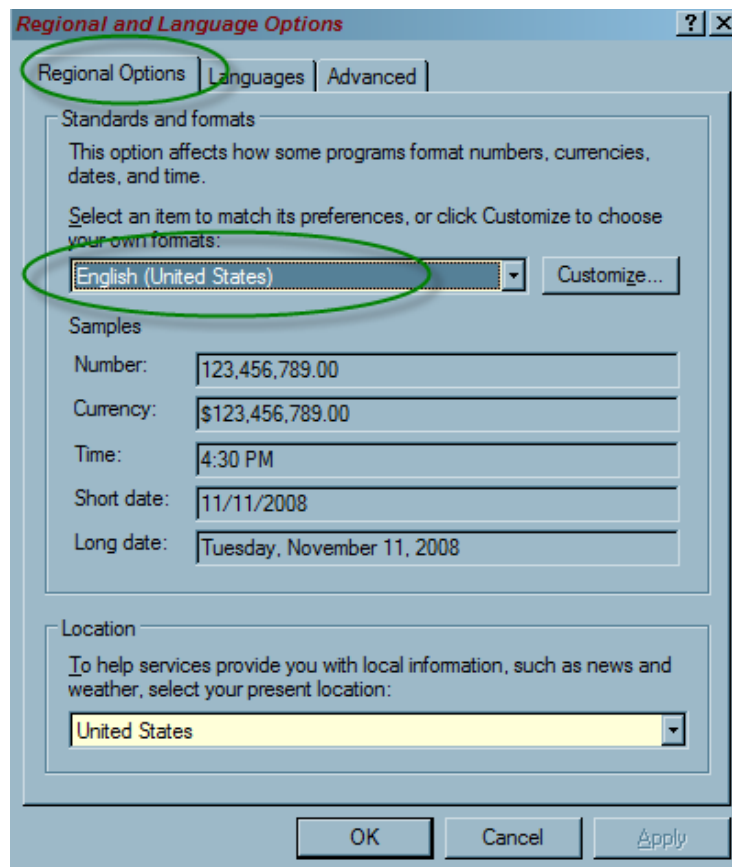 Regional and Language Options
Regional Options Languages Advanced
Standards and formats
This option affects how some programs format numbers, currencies,
dates, and time.
Select an item to match its preferences, or click Customize to choose
your own formats:
English (United States) Customize...
Samples
Number: 123,456,789.00
Currency: $123,456,789.00
Time: 4:30 PM
Short date: 11/11/2008
Long date: Tuesday, November 11, 2008
Location
To help services provide you with local information, such as news and
weather, select your present location:
United States
OK Cancel Apply